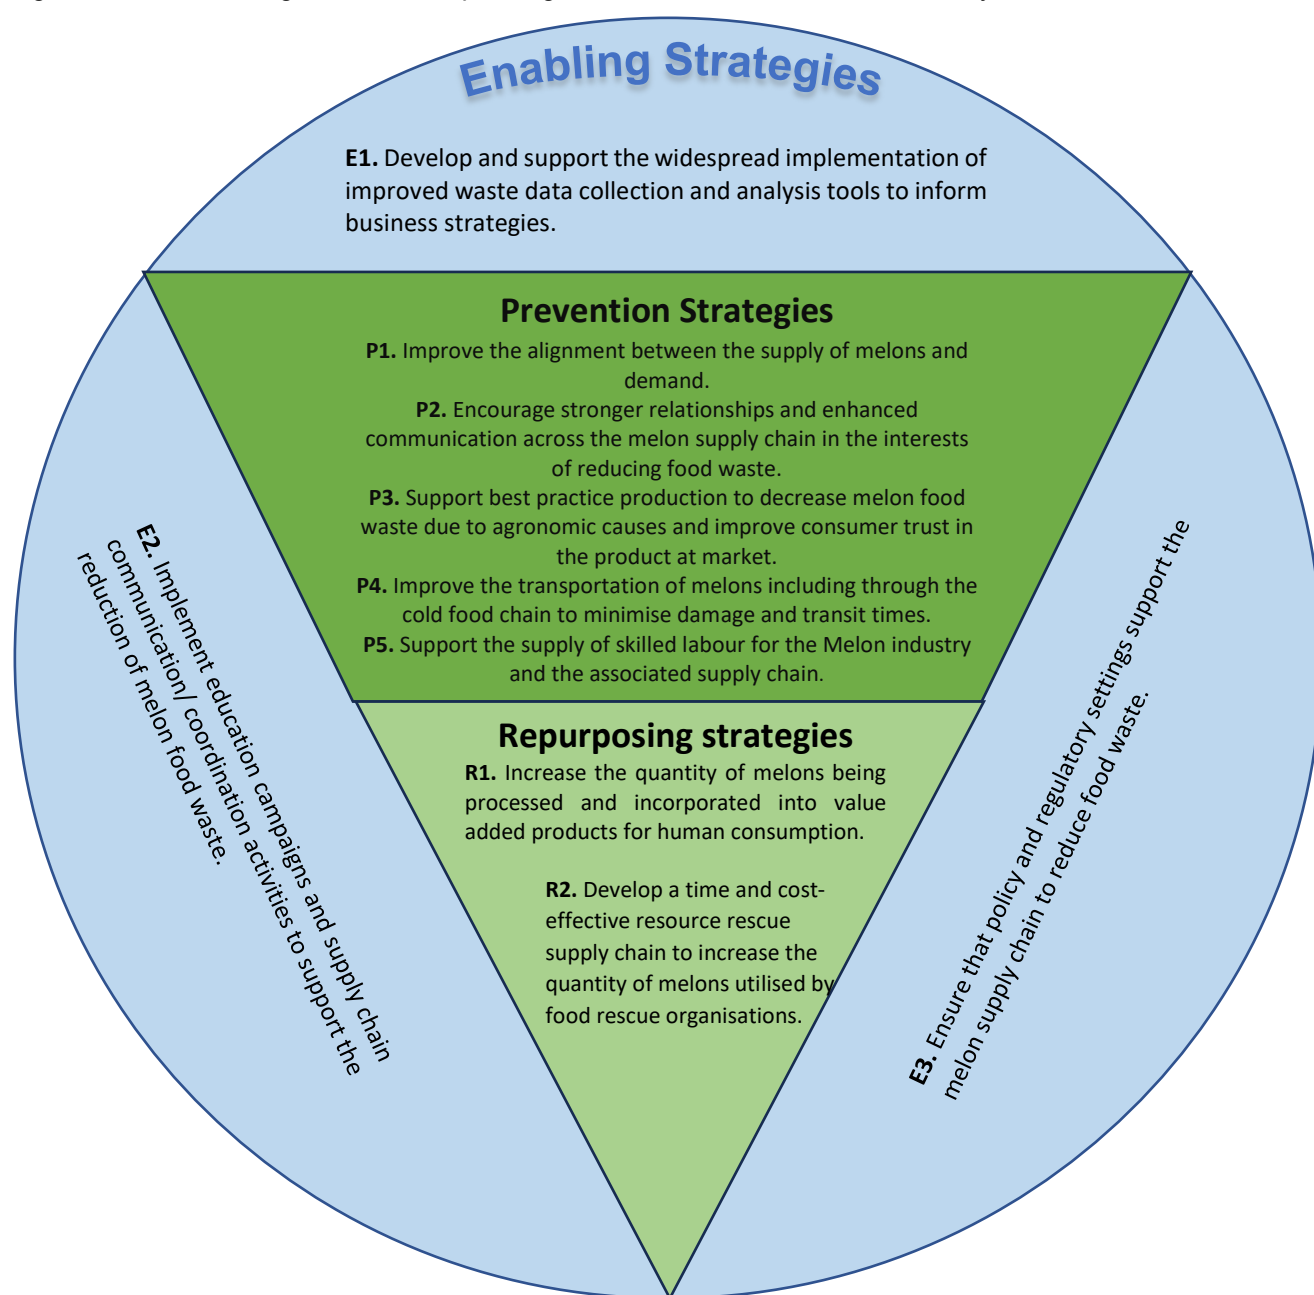 Enabling Strategies
E1. Develop and support the widespread implementation of
improved waste data collection and analysis tools to inform
business strategies.
Prevention Strategies
P1. Improve the alignment between the supply of melons and
demand.
P2. Encourage stronger relationships and enhanced
communication across the melon supply chain in the interests
of reducing food waste.
P3. Support best practice production to decrease melon food
waste due to agronomic causes and improve consumer trust in
the product at market.
P4. Improve the transportation of melons including through the
cold food chain to minimise damage and transit times.
P5. Support the supply of skilled labour for the Melon industry
and the associated supply chain.
Repurposing strategies
R1. Increase the quantity of melons being
processed and incorporated into value
added products for human consumption.
R2. Develop a time and cost-
effective resource rescue
supply chain to increase the
quantity of melons utilised by
food rescue organisations.
E2. Implement education campaigns and supply chain
communication/ coordination activities to support the
reduction of melon food waste.
E3. Ensure that policy and regulatory settings support the
melon supply chain to reduce food waste.